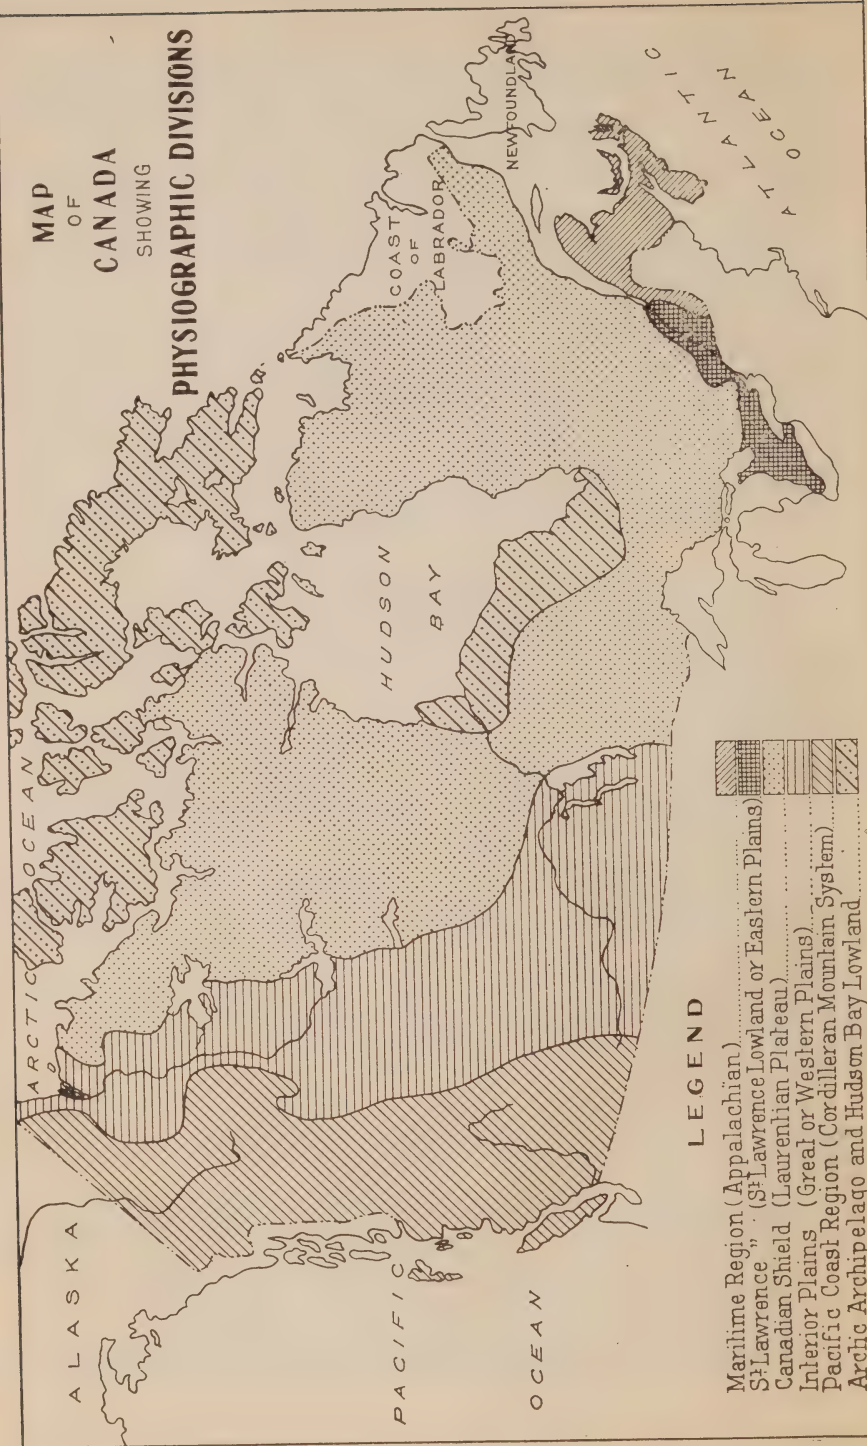 MAP
OF
CANADA
SHOWING
PHYSIOGRAPHIC DIVISIONS
ALASKA
ARCTIC OCEAN
PACIFIC
OCEAN
HUDSON
BAY
COAST
OF
LABRADOR
NEWFOUNDLAND
ATLANTIC
OCEAN
LEGEND
Maritime Region (Appalachian)
St. Lawrence " (St. Lawrence Lowland or Eastern Plains)
Canadian Shield (Laurentian Plateau)
Interior Plains (Great or Western Plains)
Pacific Coast Region (Cordilleran Mountain System)
Arctic Archipelago and Hudson Bay Lowland